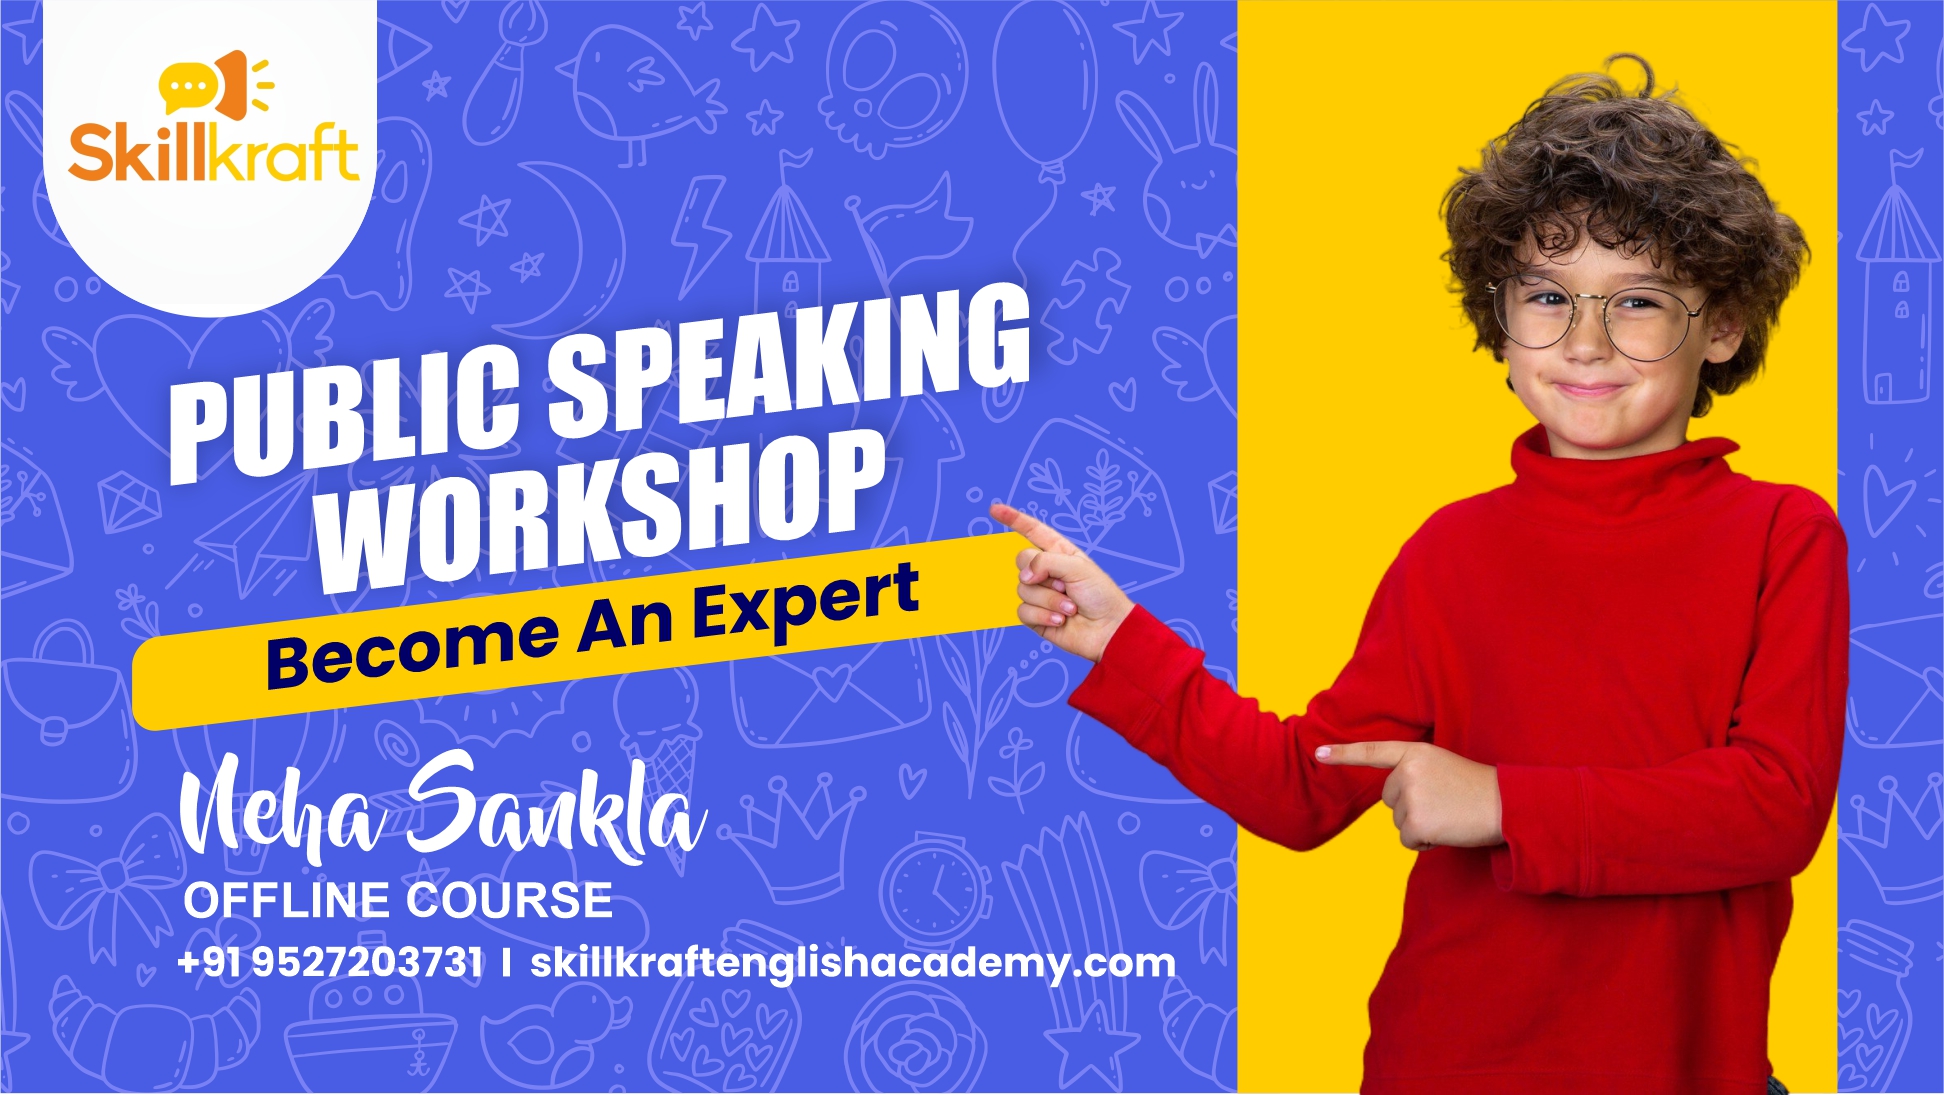 Skillkraft
PUBLIC SPEAKING
WORKSHOP
Become An Expert
Neha Sankla
OFFLINE COURSE
+91 9527203731 I skillkraftenglishacademy.com